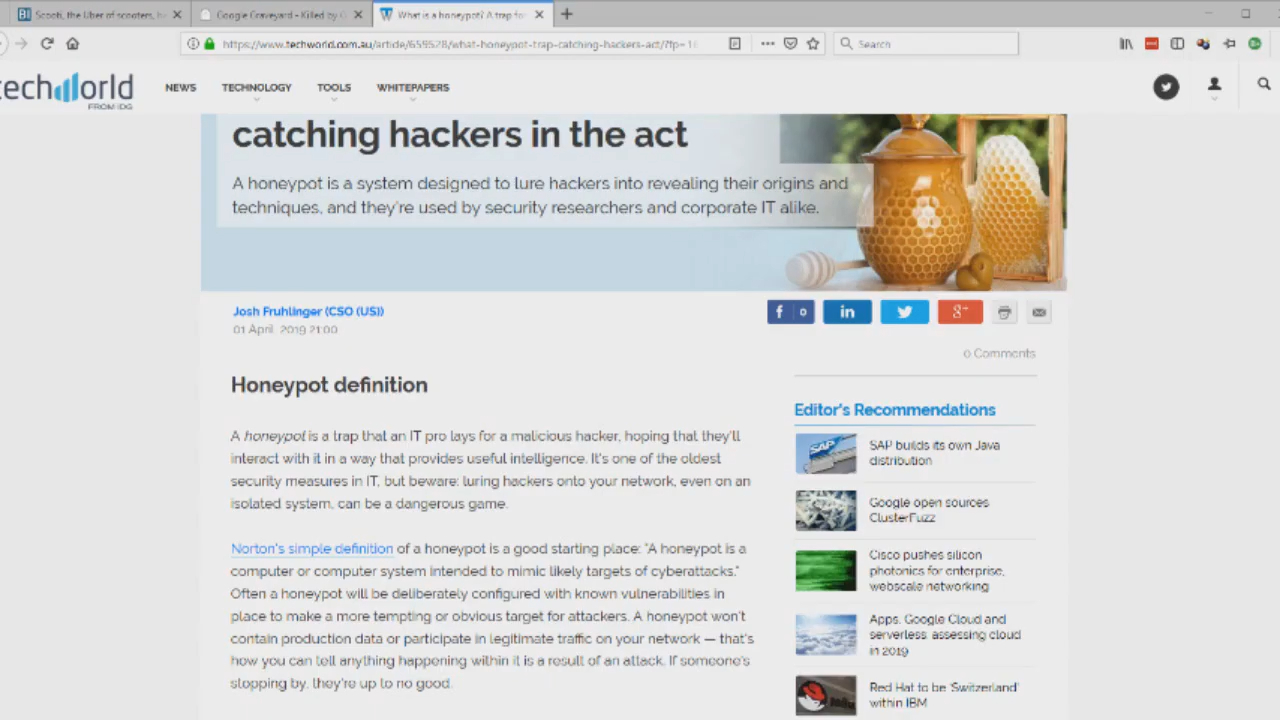 Scooti, the Uber of scooters, h
Google Graveyard - Killed by G
What is a honeypot? A trap for
https://www.techworld.com.au/article/659528/what-honeypot-trap-catching-hackers-act/?fp=16
Search
techworld
FROM IDG
NEWS
TECHNOLOGY
TOOLS
WHITEPAPERS
catching hackers in the act
A honeypot is a system designed to lure hackers into revealing their origins and
techniques, and they're used by security researchers and corporate IT alike.
Josh Fruhlinger (CSO (US))
01 April, 2019 21:00
0
0 Comments
Honeypot definition
A honeypot is a trap that an IT pro lays for a malicious hacker, hoping that they'll
interact with it in a way that provides useful intelligence. It's one of the oldest
security measures in IT, but beware: luring hackers onto your network, even on an
isolated system, can be a dangerous game.
Norton's simple definition of a honeypot is a good starting place: "A honeypot is a
computer or computer system intended to mimic likely targets of cyberattacks."
Often a honeypot will be deliberately configured with known vulnerabilities in
place to make a more tempting or obvious target for attackers. A honeypot won't
contain production data or participate in legitimate traffic on your network — that's
how you can tell anything happening within it is a result of an attack. If someone's
stopping by, they're up to no good.
Editor's Recommendations
SAP
SAP builds its own Java
distribution
Google open sources
ClusterFuzz
Cisco pushes silicon
photonics for enterprise,
webscale networking
Apps, Google Cloud and
serverless: assessing cloud
in 2019
Red Hat to be 'Switzerland'
within IBM